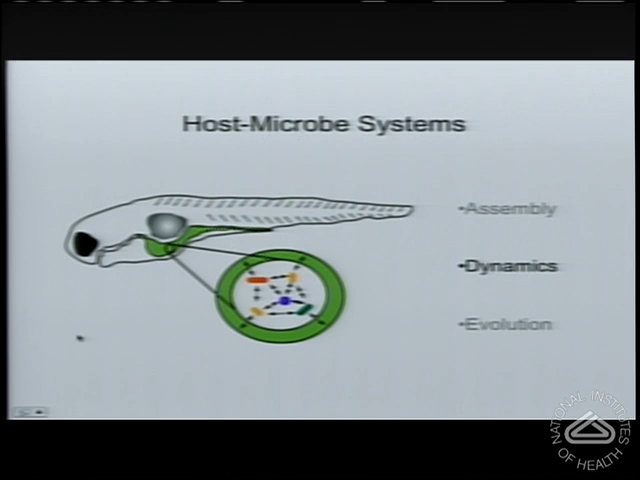 Host-Microbe Systems
•Assembly
•Dynamics
•Evolution
NATIONAL INSTITUTES
OF HEALTH